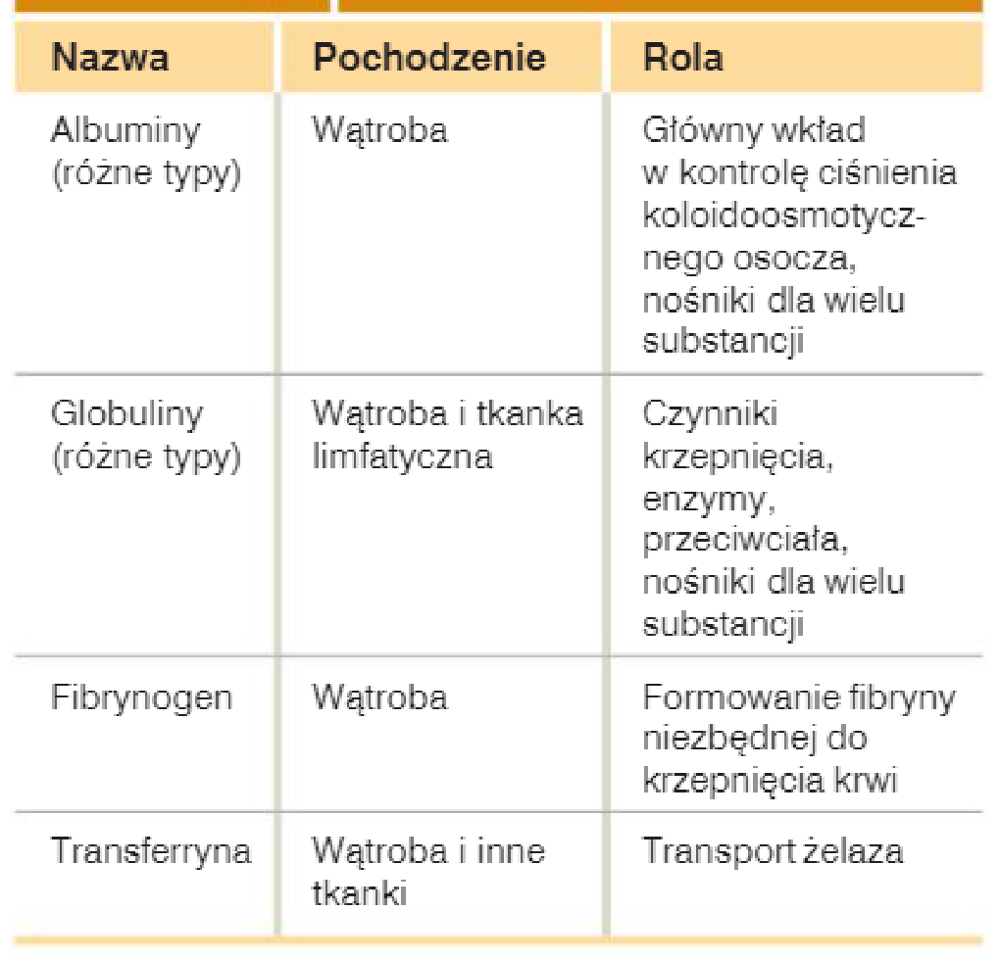 Nazwa Pochodzenie Rola
Albuminy Wątroba Główny wkład
(różne typy) w kontrolę ciśnienia
koloidoosmotycz-
nego osocza,
nośniki dla wielu
substancji
Globuliny Wątroba i tkanka Czynniki
(różne typy) limfatyczna krzepnięcia,
enzymy,
przeciwciała,
nośniki dla wielu
substancji
Fibrynogen Wątroba Formowanie fibryny
niezbędnej do
krzepnięcia krwi
Transferryna Wątroba i inne Transport żelaza
tkanki